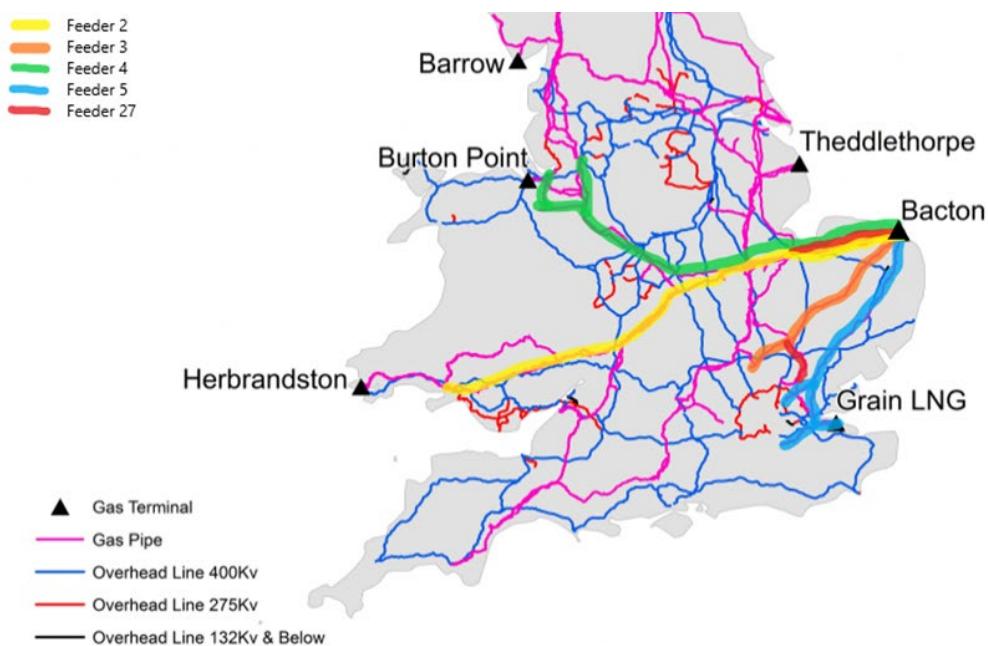 Feeder 2
Feeder 3
Feeder 4
Feeder 5
Feeder 27
Barrow
Burton Point
Theddlethorpe
Bacton
Herbrandston
Grain LNG
Gas Terminal
Gas Pipe
Overhead Line 400Kv
Overhead Line 275Kv
Overhead Line 132Kv & Below